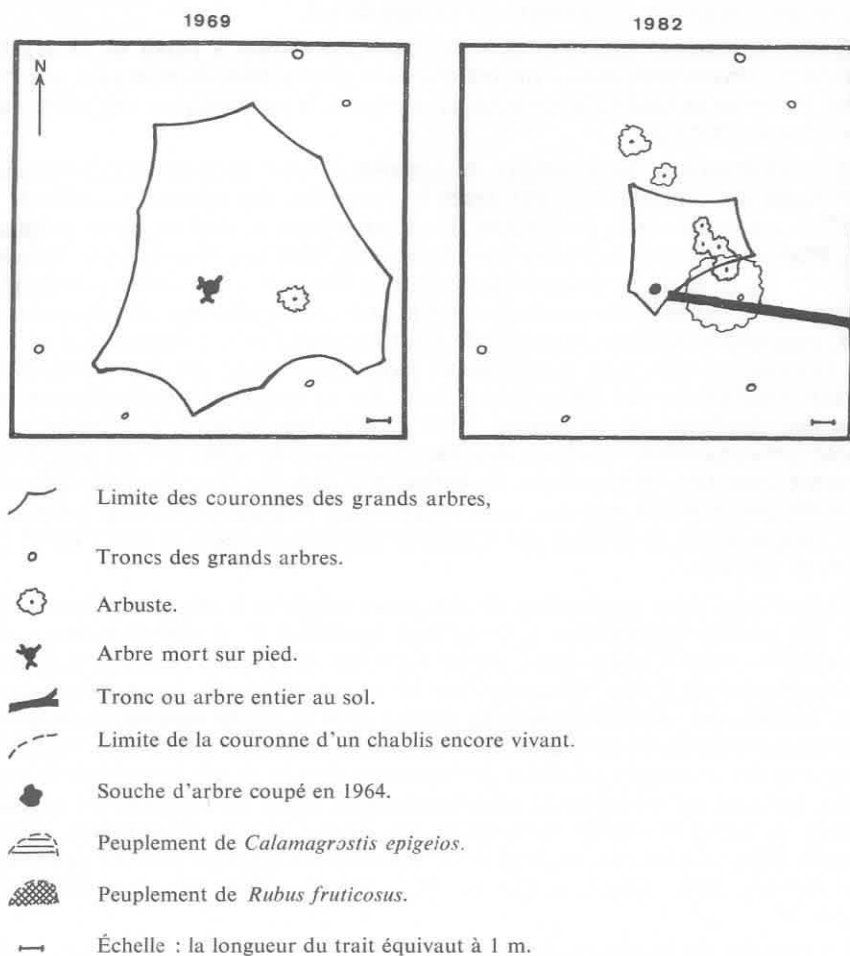 1969
1982
N
Limite des couronnes des grands arbres,
Troncs des grands arbres.
Arbuste.
Arbre mort sur pied.
Tronc ou arbre entier au sol.
Limite de la couronne d'un chablis encore vivant.
Souche d'arbre coupé en 1964.
Peuplement de Calamagrostis epigeios.
Peuplement de Rubus fruticosus.
Échelle : la longueur du trait équivaut à 1 m.